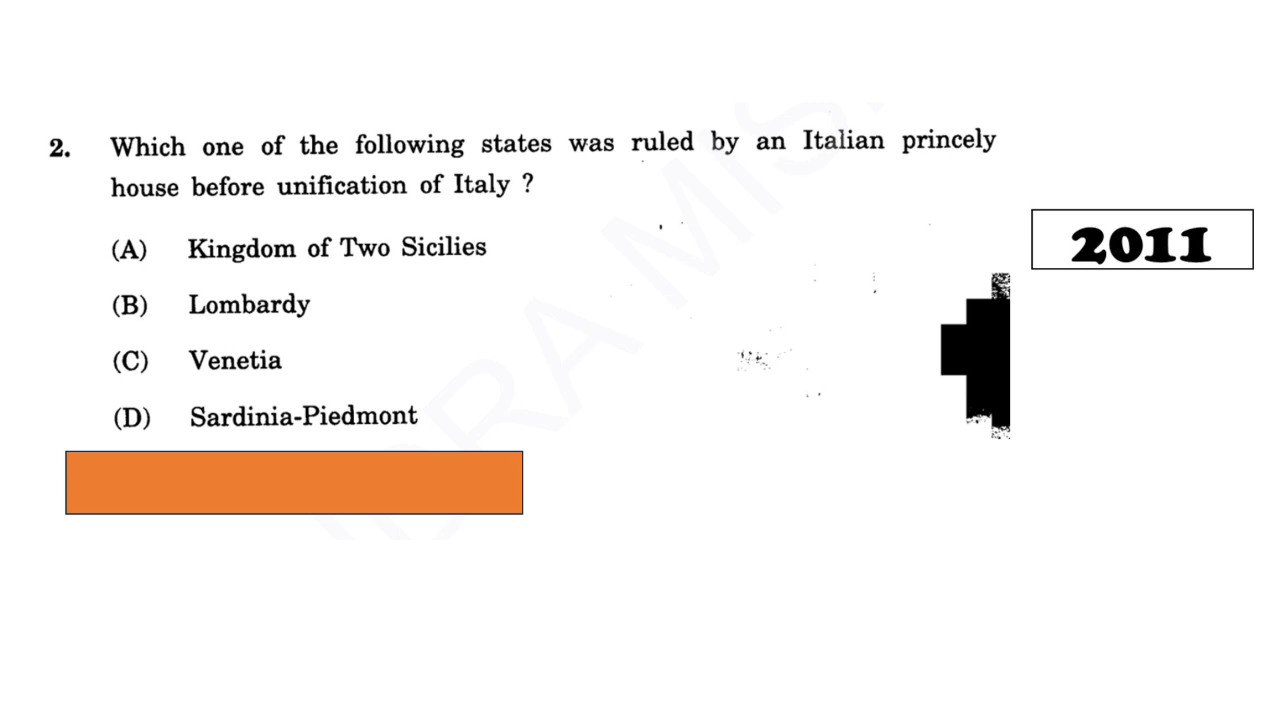 2. Which one of the following states was ruled by an Italian princely
house before unification of Italy ?
(A) Kingdom of Two Sicilies
(B) Lombardy
(C) Venetia
(D) Sardinia-Piedmont
2011